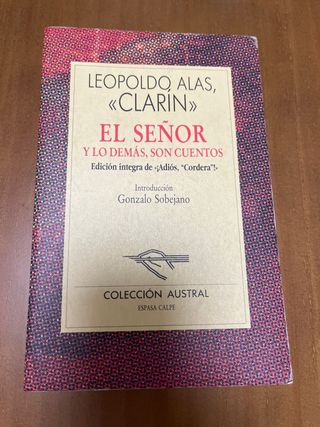 LEOPOLDO ALAS,
«CLARÍN»
EL SEÑOR
Y LO DEMÁS, SON CUENTOS
Edición íntegra de «¡Adiós, “Cordera”!»
Introducción
Gonzalo Sobejano
COLECCIÓN AUSTRAL
ESPASA CALPE